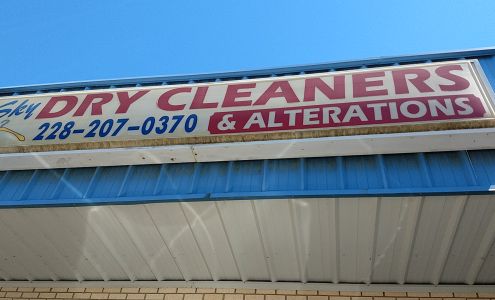 Sky DRY CLEANERS
228-207-0370 & ALTERATIONS